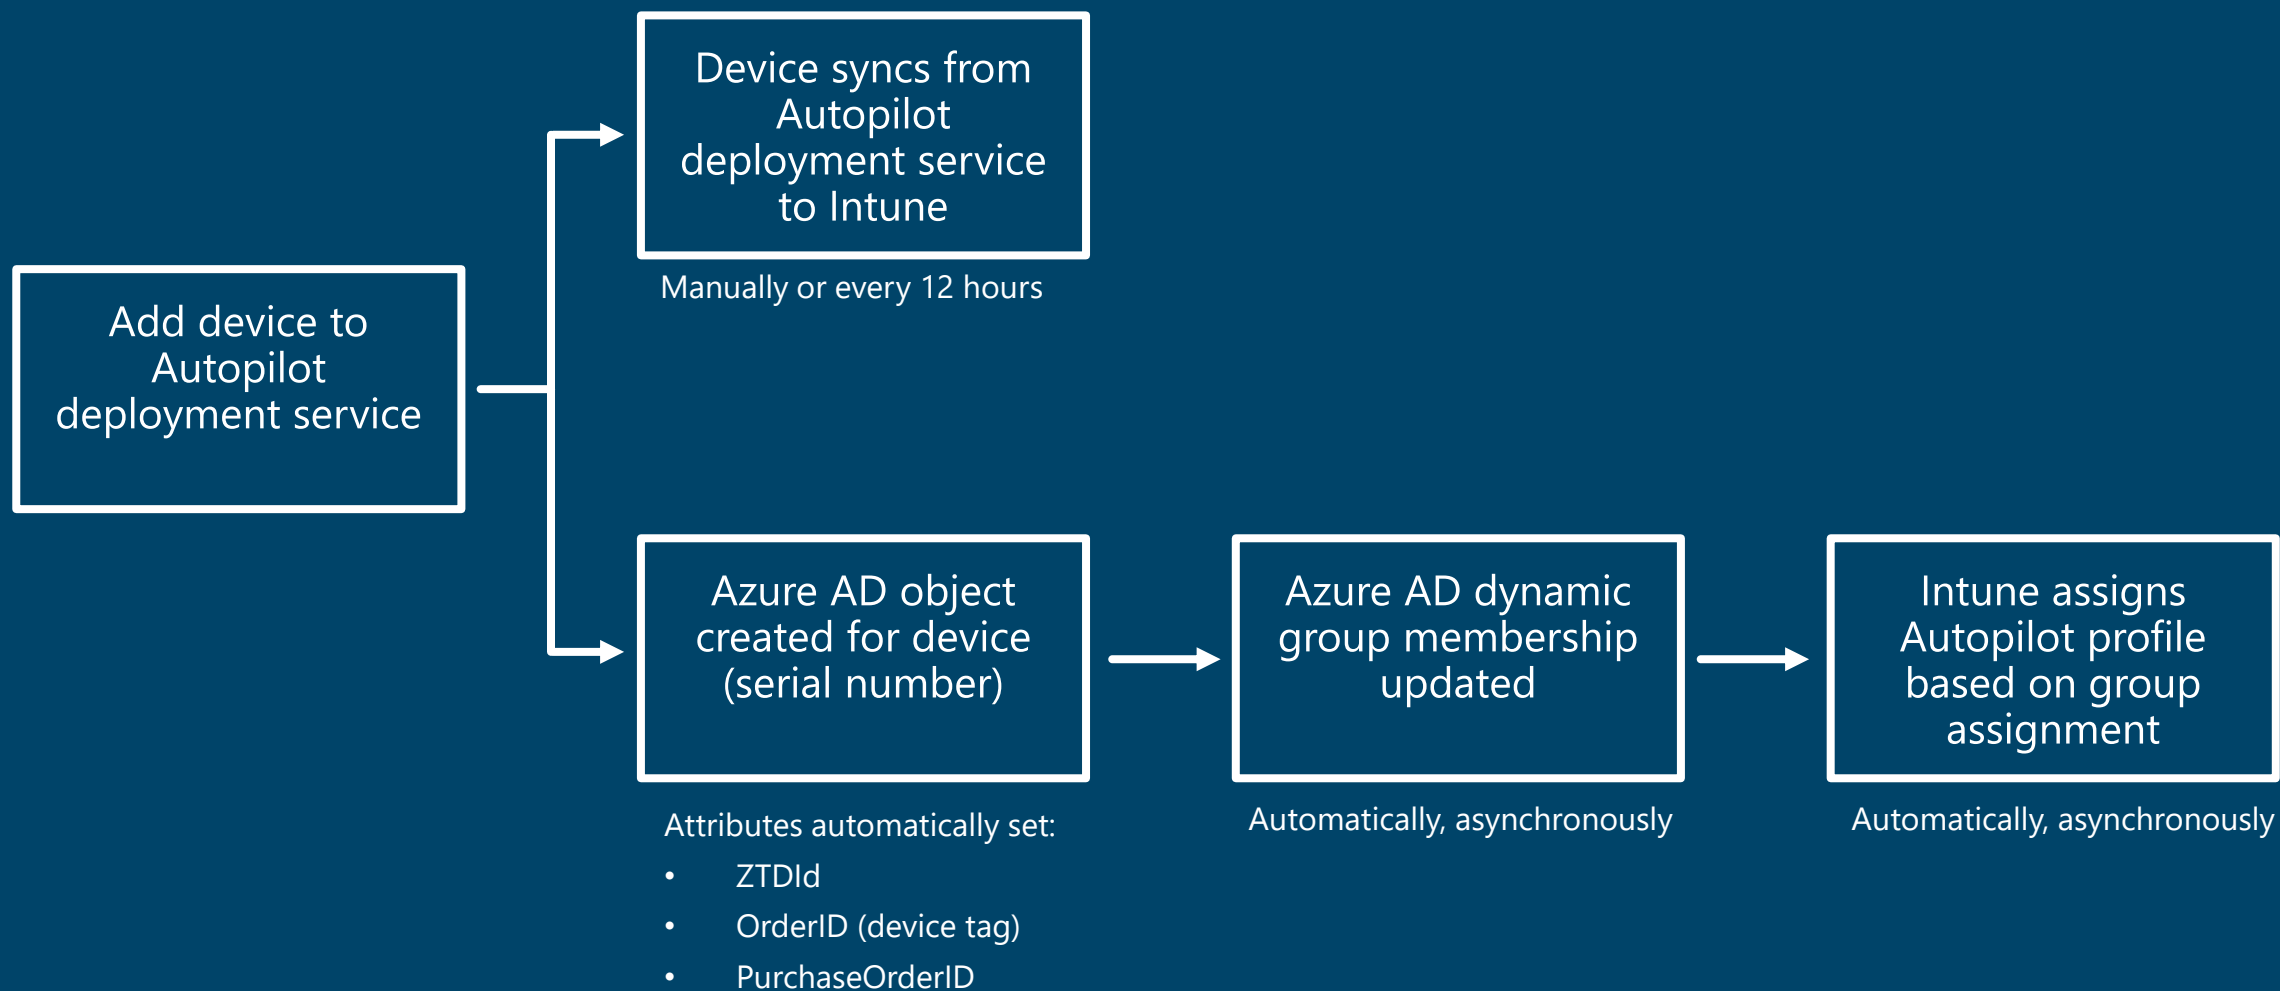 Device syncs from
Autopilot
deployment service
to Intune
Manually or every 12 hours
Add device to
Autopilot
deployment service
Azure AD object
created for device
(serial number)
Attributes automatically set:
• ZTDId
• OrderID (device tag)
• PurchaseOrderID
Azure AD dynamic
group membership
updated
Automatically, asynchronously
Intune assigns
Autopilot profile
based on group
assignment
Automatically, asynchronously